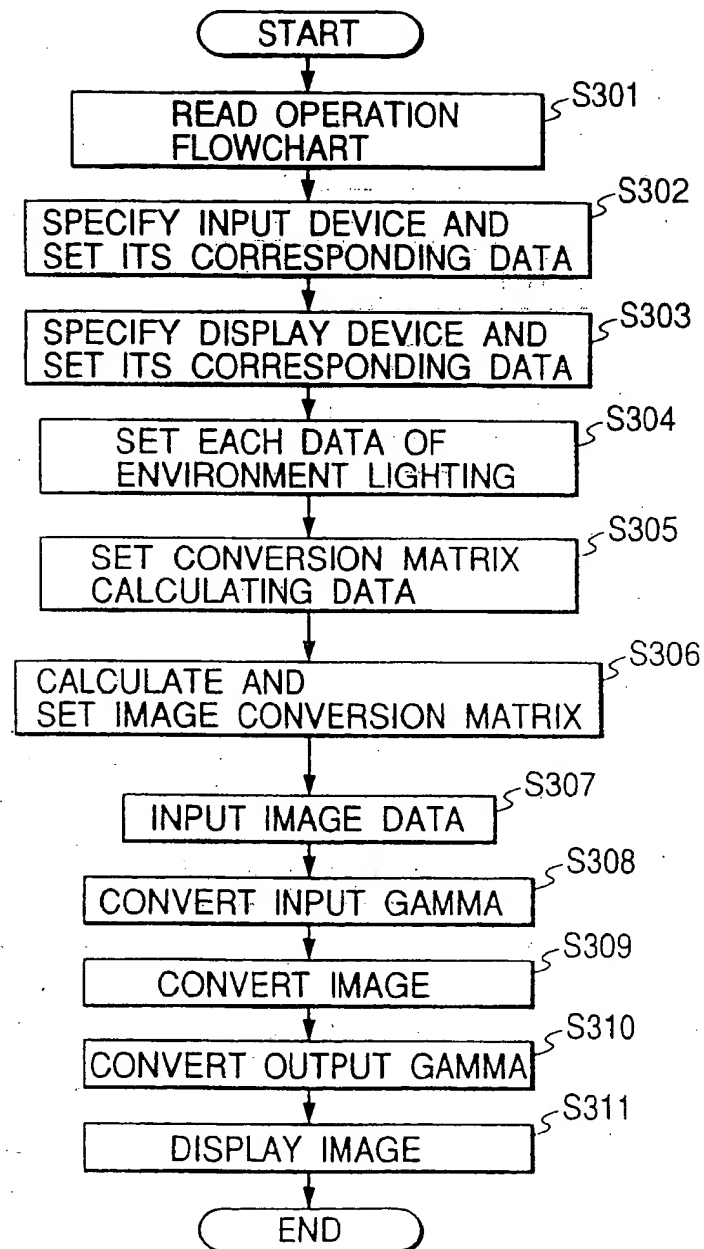 START
S301
READ OPERATION
FLOWCHART
S302
SPECIFY INPUT DEVICE AND
SET ITS CORRESPONDING DATA
S303
SPECIFY DISPLAY DEVICE AND
SET ITS CORRESPONDING DATA
S304
SET EACH DATA OF
ENVIRONMENT LIGHTING
S305
SET CONVERSION MATRIX
CALCULATING DATA
S306
CALCULATE AND
SET IMAGE CONVERSION MATRIX
S307
INPUT IMAGE DATA
S308
CONVERT INPUT GAMMA
S309
CONVERT IMAGE
S310
CONVERT OUTPUT GAMMA
S311
DISPLAY IMAGE
END